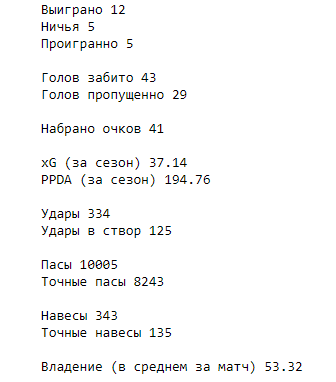 Выиграно 12
Ничья 5
Проигранно 5
Голов забито 43
Голов пропущенно 29
Набрано очков 41
xG (за сезон) 37.14
PPDA (за сезон) 194.76
Удары 334
Удары в створ 125
Пасы 10005
Точные пасы 8243
Навесы 343
Точные навесы 135
Владение (в среднем за матч) 53.32